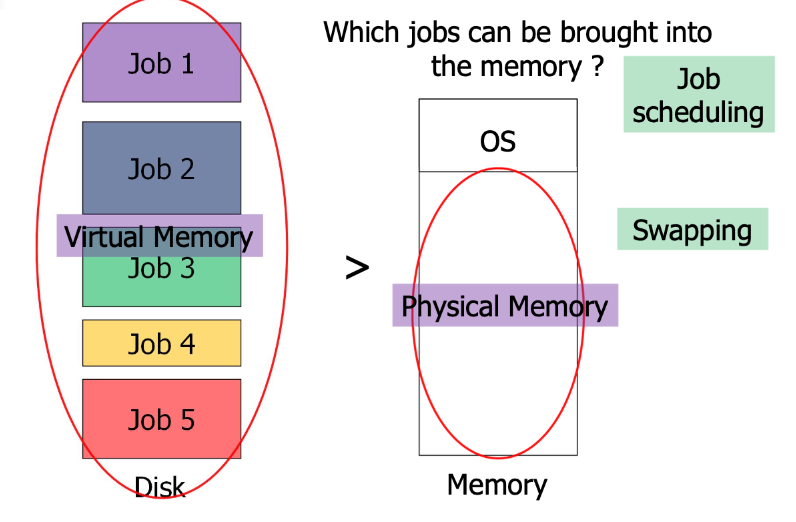 Which jobs can be brought into
the memory ?
Job 1
Job 2
Virtual Memory
Job 3
Job 4
Job 5
Disk
>
OS
Physical Memory
Memory
Job
scheduling
Swapping